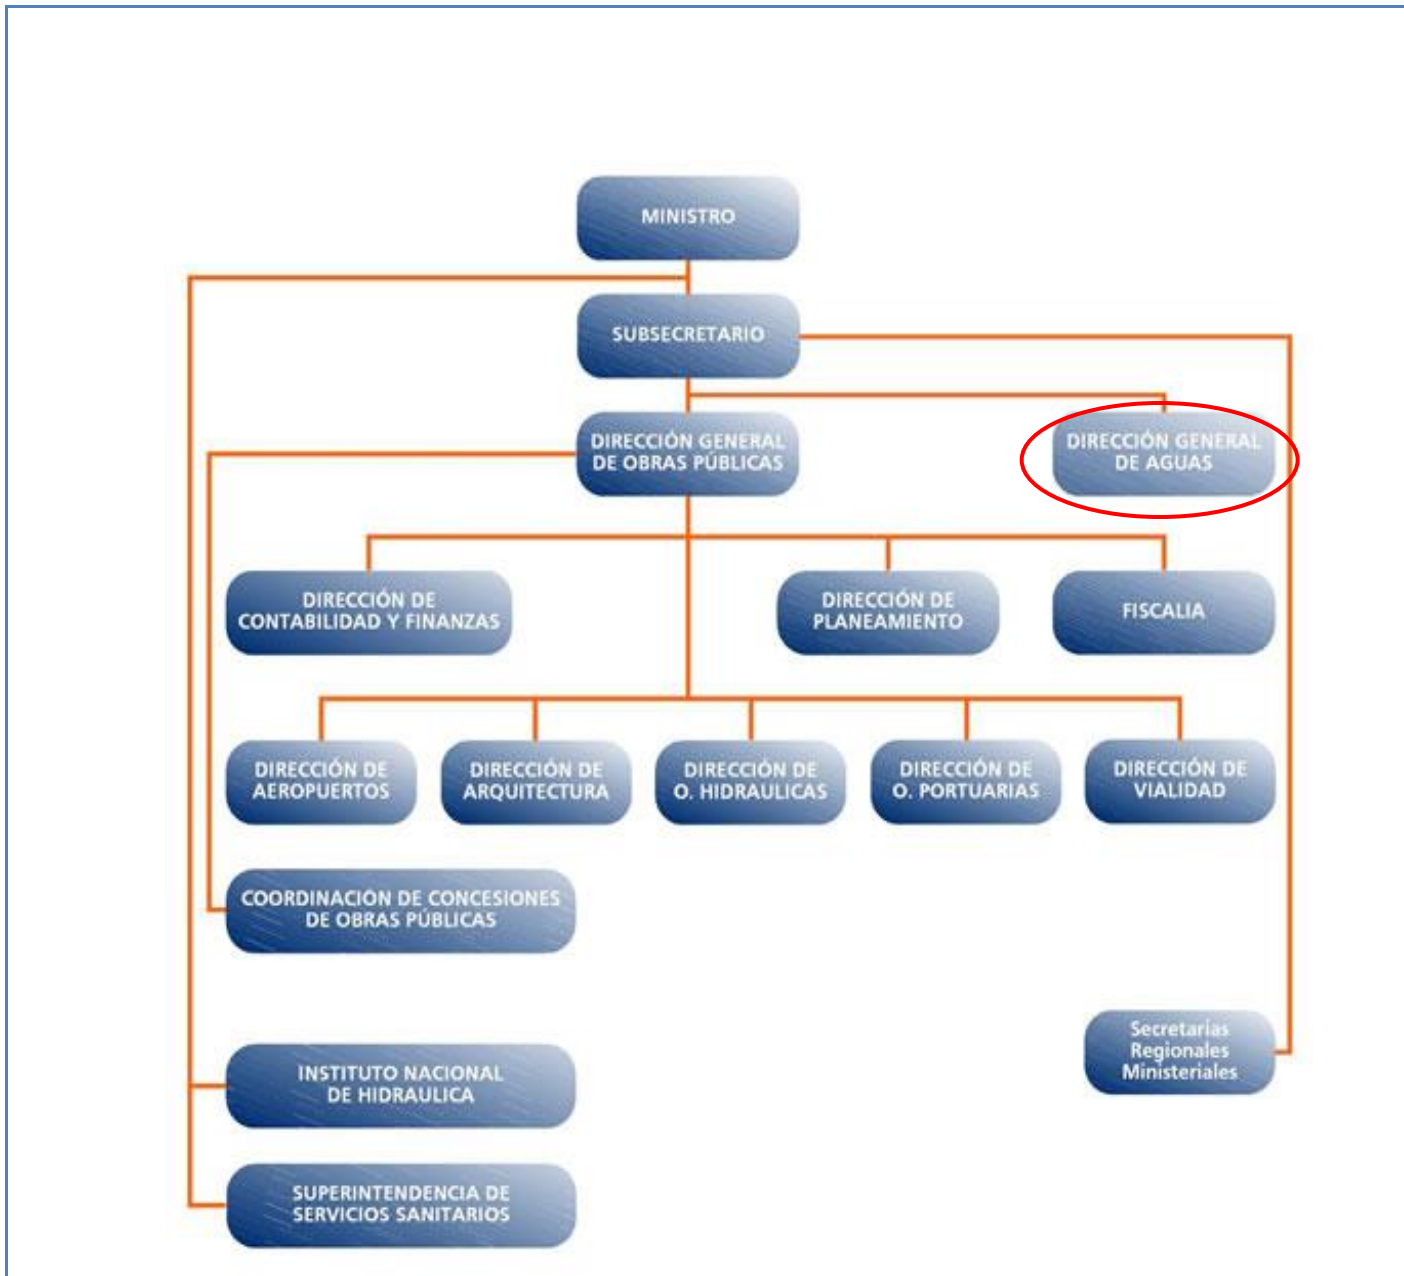 MINISTRO
SUBSECRETARIO
DIRECCIÓN GENERAL
DE OBRAS PÚBLICAS
DIRECCIÓN GENERAL
DE AGUAS
DIRECCIÓN DE
CONTABILIDAD Y FINANZAS
DIRECCIÓN DE
PLANEAMIENTO
FISCALIA
DIRECCIÓN DE
AEROPUERTOS
DIRECCIÓN DE
ARQUITECTURA
DIRECCIÓN DE
O. HIDRAULICAS
DIRECCIÓN DE
O. PORTUARIAS
DIRECCIÓN DE
VIALIDAD
COORDINACIÓN DE CONCESIONES
DE OBRAS PÚBLICAS
Secretarias
Regionales
Ministeriales
INSTITUTO NACIONAL
DE HIDRAULICA
SUPERINTENDENCIA DE
SERVICIOS SANITARIOS